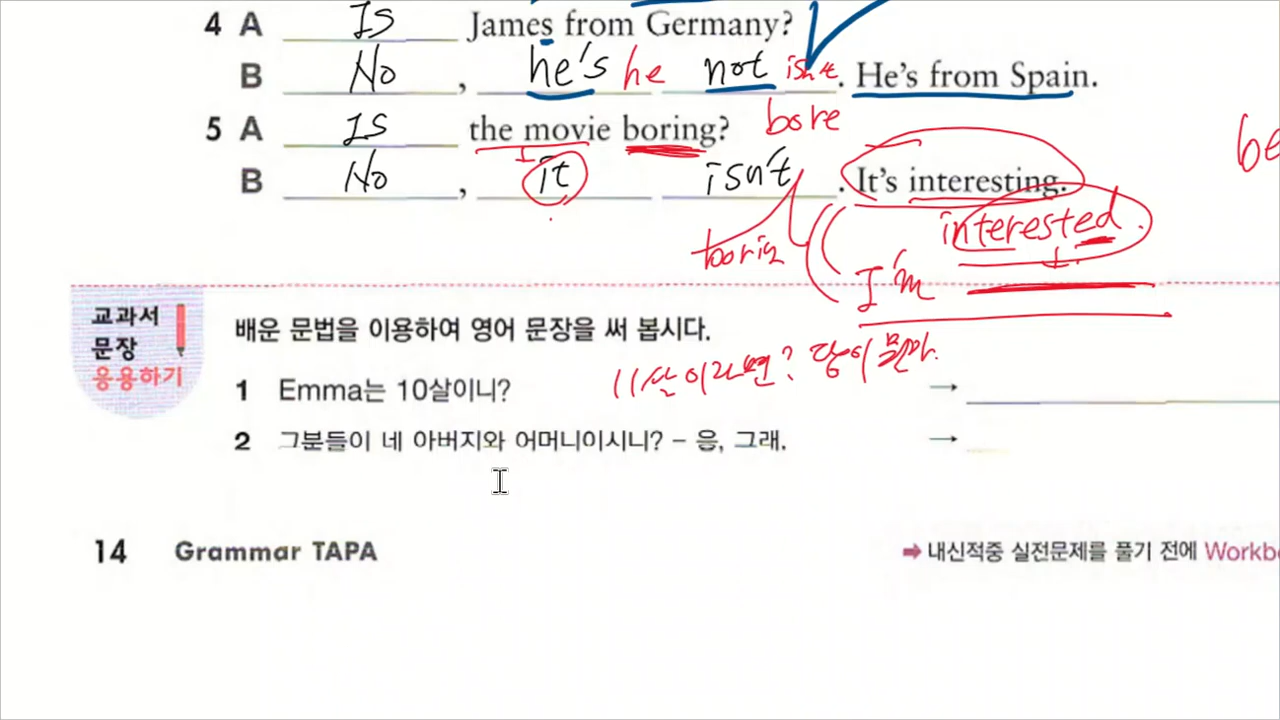 4 A Is James from Germany?
B No, he's he not isn't. He's from Spain.
bore
5 A Is the movie boring?
B No, it isn't. It's interesting.
interested.
boring
I'm
교과서
문장
응용하기
배운 문법을 이용하여 영어 문장을 써 봅시다.
1 Emma는 10살이니? 11살이라면? →
2 그분들이 네 아버지와 어머니이시니? – 응, 그래. →
14 Grammar TAPA
➡ 내신적중 실전문제를 풀기 전에